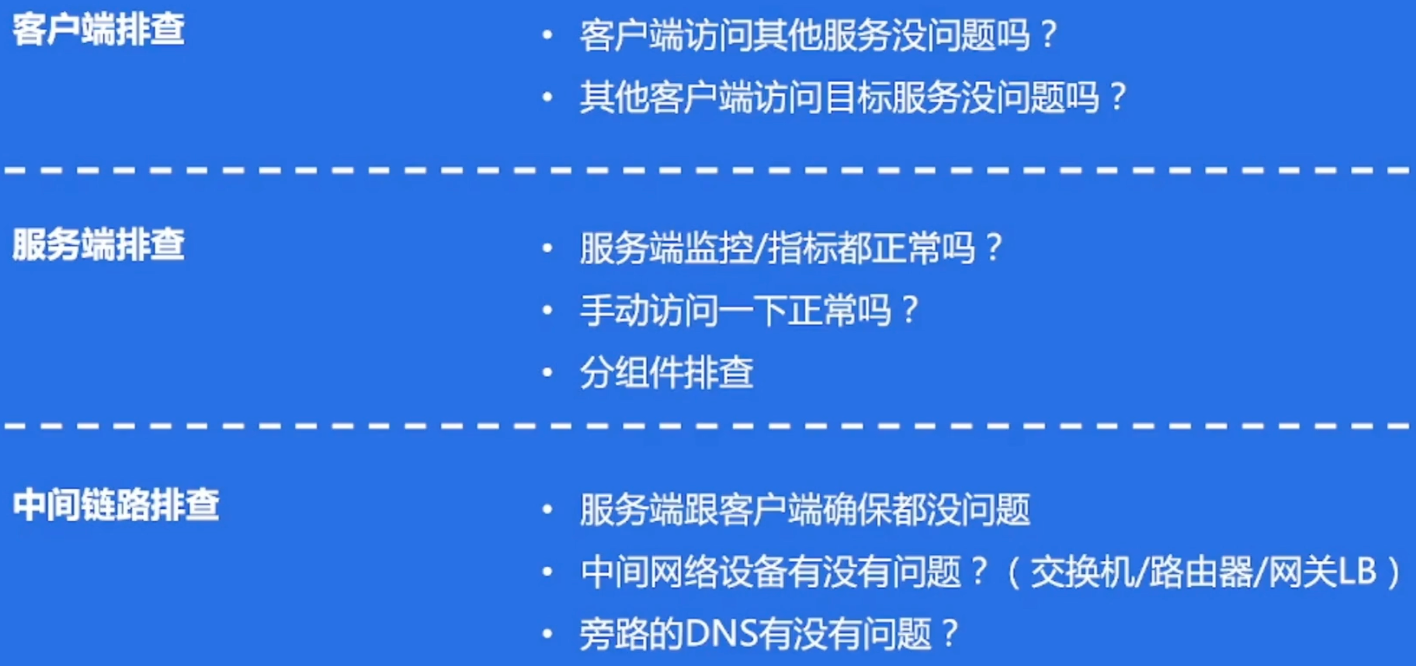 客户端排查
• 客户端访问其他服务没问题吗？
• 其他客户端访问目标服务没问题吗？
服务端排查
• 服务端监控/指标都正常吗？
• 手动访问一下正常吗？
• 分组件排查
中间链路排查
• 服务端跟客户端确保都没问题
• 中间网络设备有没有问题？（交换机/路由器/网关LB）
• 旁路的DNS有没有问题？